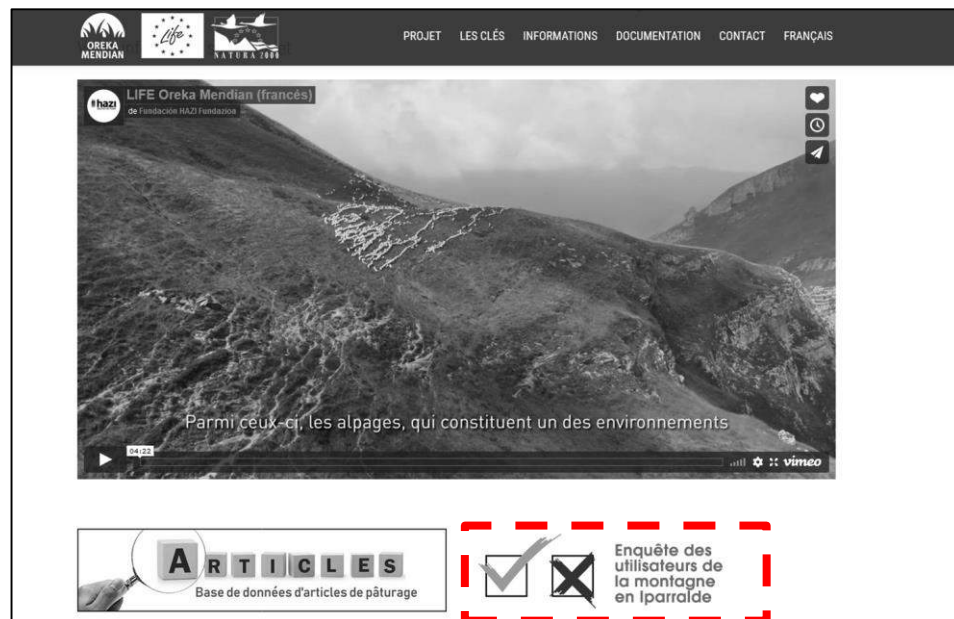 OREKA
MENDIAN
Life
NATURA 2000
PROJET LES CLÉS INFORMATIONS DOCUMENTATION CONTACT FRANÇAIS
hazi
LIFE Oreka Mendian (francés)
de Fundación HAZI Fundazioa
Parmi ceux-ci, les alpages, qui constituent un des environnements
04:22
vimeo
ARTICLES
Base de données d'articles de pâturage
Enquête des
utilisateurs de
la montagne
en Iparralde